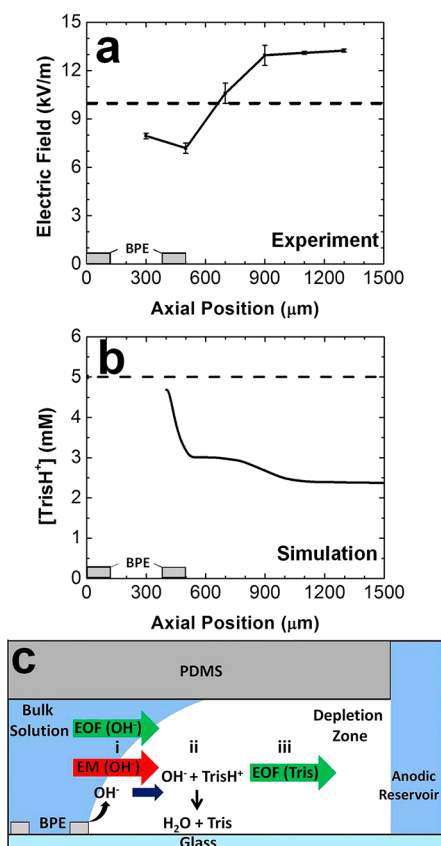 a
Electric Field (kV/m)
15
12
9
6
3
0
BPE
Experiment
0 300 600 900 1200 1500
Axial Position (μm)
b
[TrisH⁺] (mM)
6
5
4
3
2
1
0
BPE
Simulation
0 300 600 900 1200 1500
Axial Position (μm)
c
PDMS
Bulk
Solution
EOF (OH⁻)
i
EM (OH⁻)
OH⁻
ii
OH⁻ + TrisH⁺
H₂O + Tris
iii
EOF (Tris)
Depletion
Zone
Anodic
Reservoir
BPE
Glass